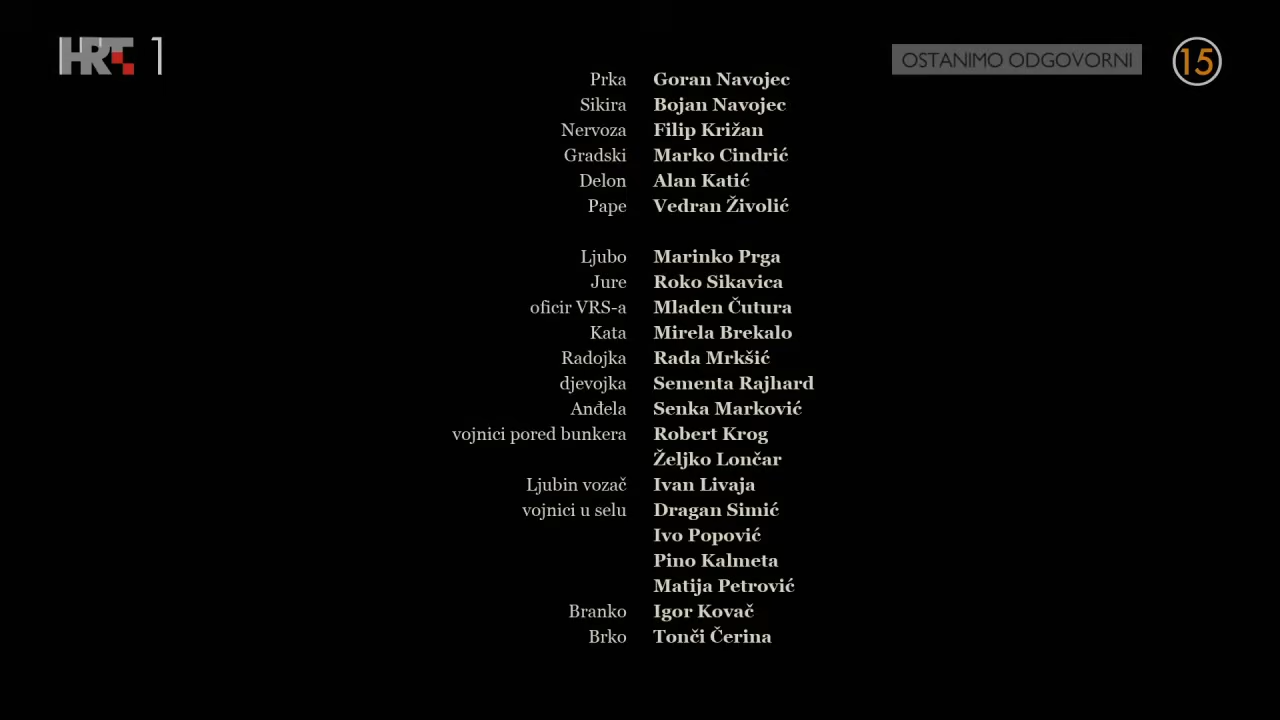 HRT 1
OSTANIMO ODGOVORNI
15
Prka Goran Navojec
Sikira Bojan Navojec
Nervoza Filip Križan
Gradski Marko Cindrić
Delon Alan Katić
Pape Vedran Živolić
Ljubo Marinko Prga
Jure Roko Sikavica
oficir VRS-a Mladen Čutura
Kata Mirela Brekalo
Radojka Rada Mrkšić
djevojka Sementa Rajhard
Anđela Senka Marković
vojnici pored bunkera Robert Krog
Željko Lončar
Ljubin vozač Ivan Livaja
vojnici u selu Dragan Simić
Ivo Popović
Pino Kalmeta
Matija Petrović
Branko Igor Kovač
Brko Tonči Čerina